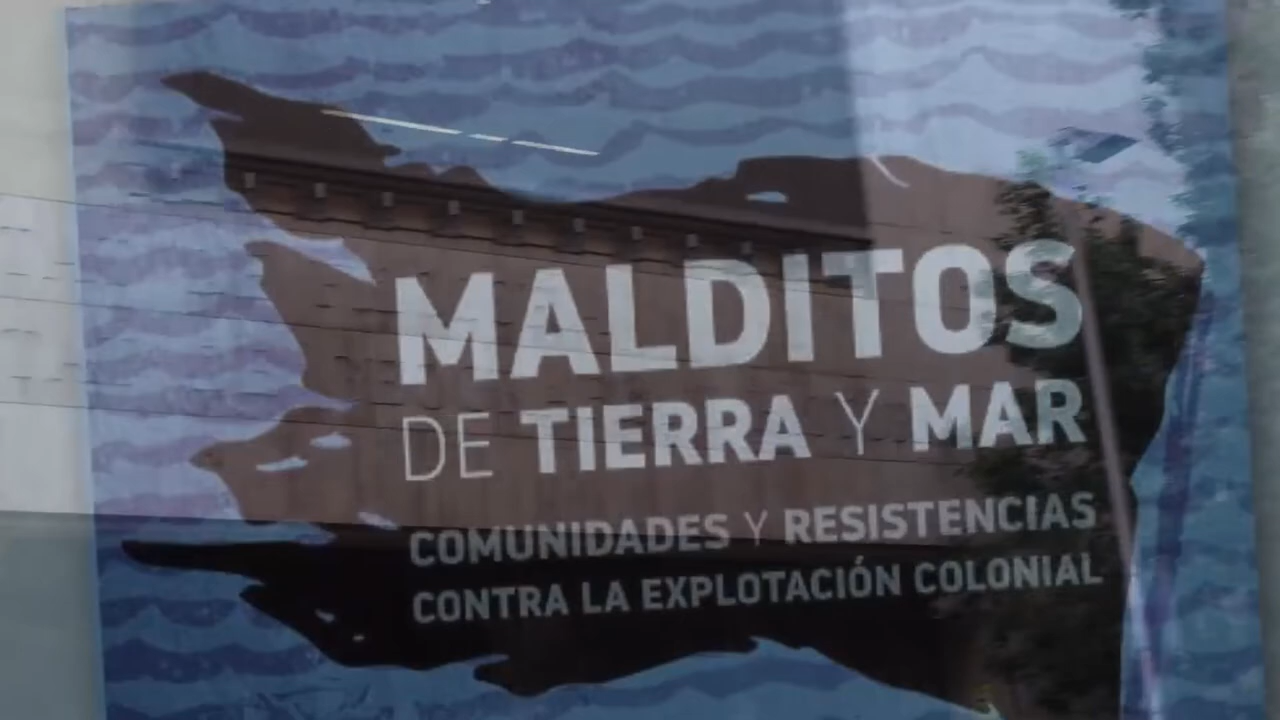 MALDITOS
DE TIERRA Y MAR
COMUNIDADES Y RESISTENCIAS
CONTRA LA EXPLOTACIÓN COLONIAL